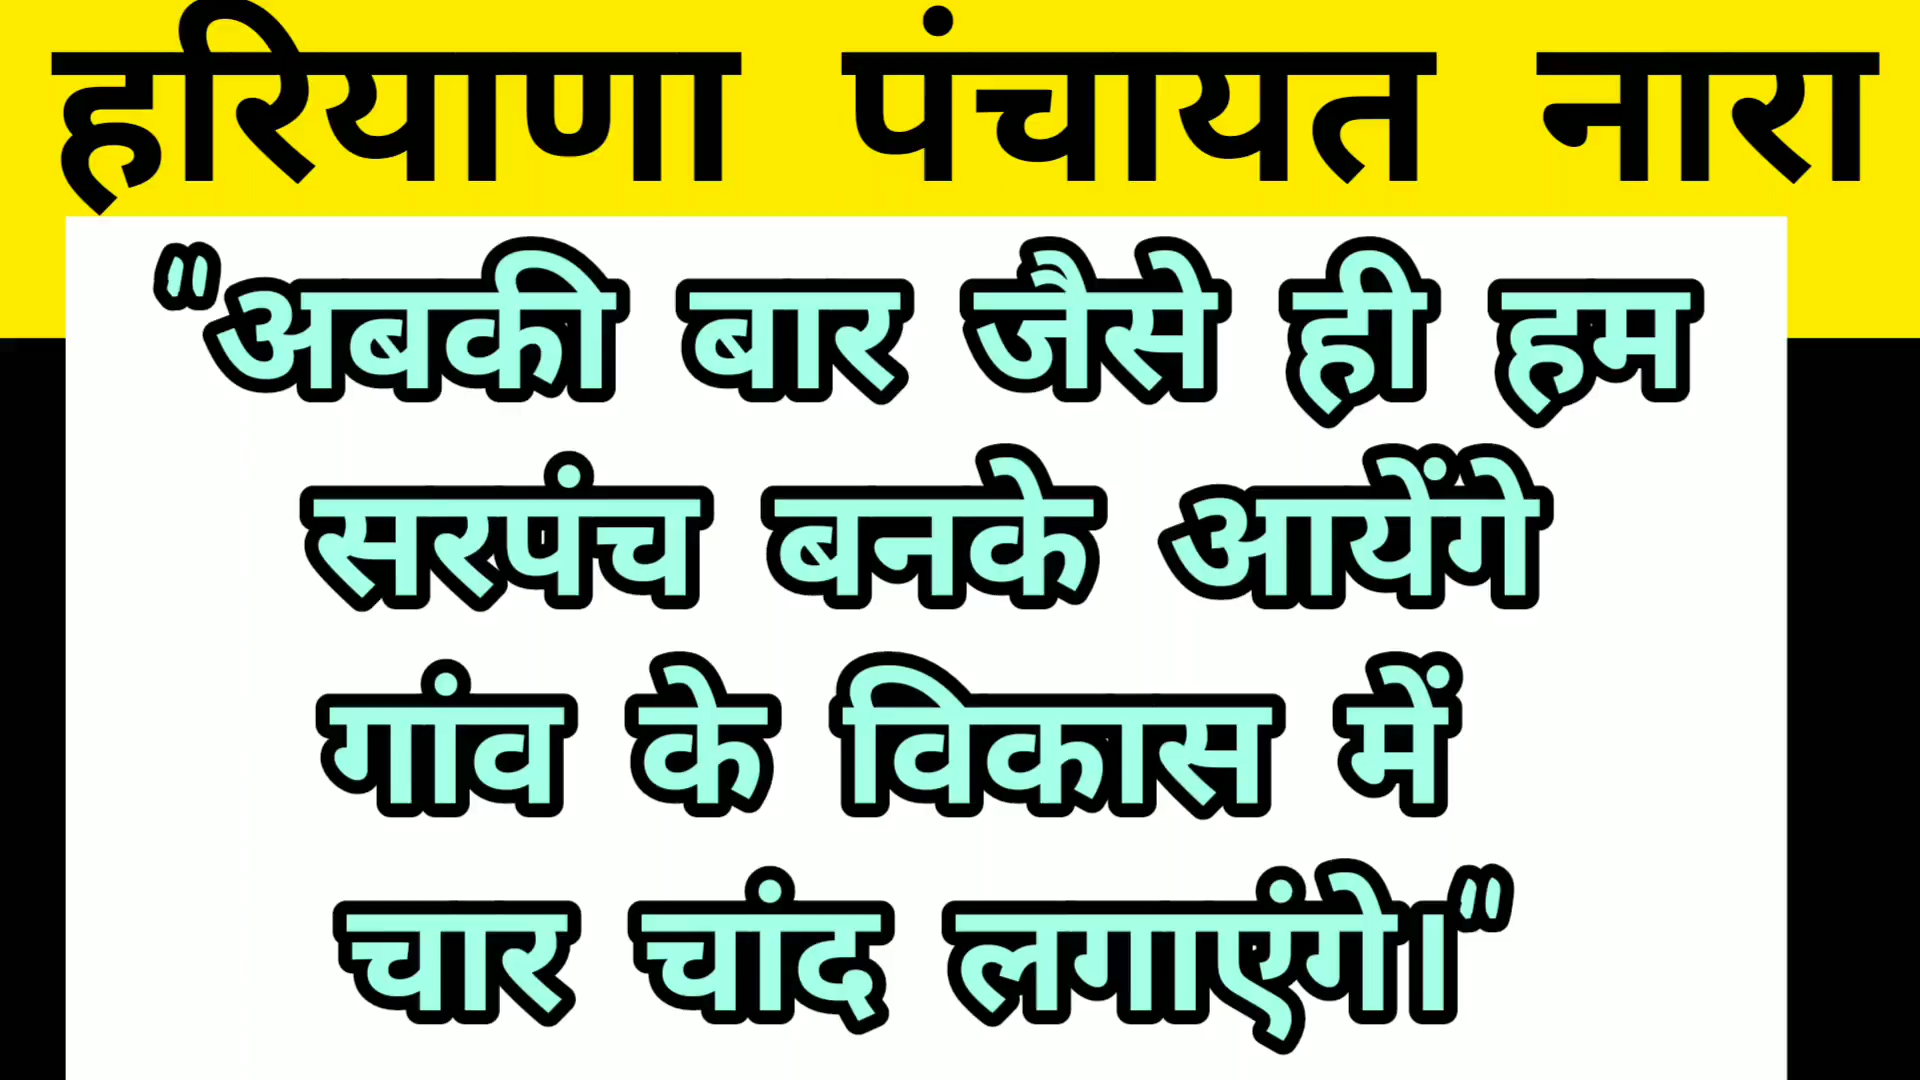 हरियाणा पंचायत नारा
"अबकी बार जैसे ही हम
सरपंच बनके आयेंगे
गांव के विकास में
चार चांद लगाएंगे।"